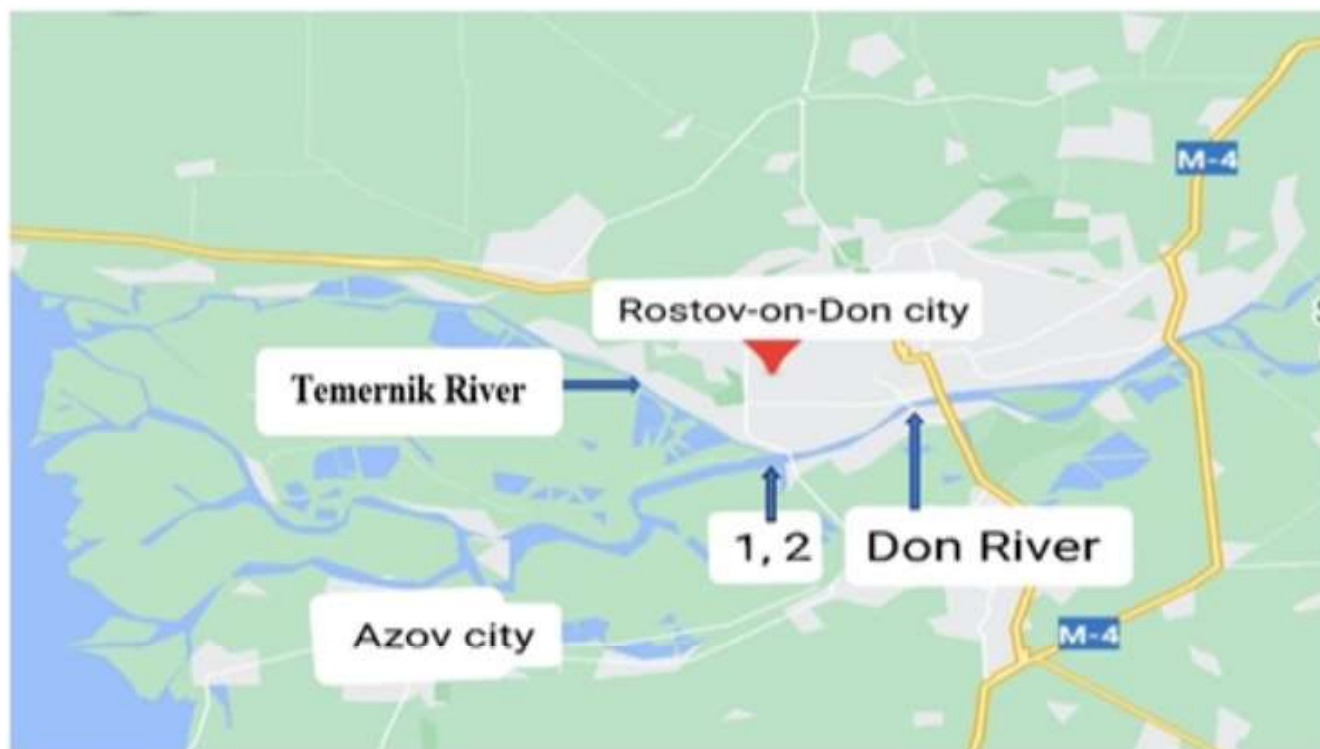 M-4
Rostov-on-Don city
Temernik River
1, 2
Don River
Azov city
M-4